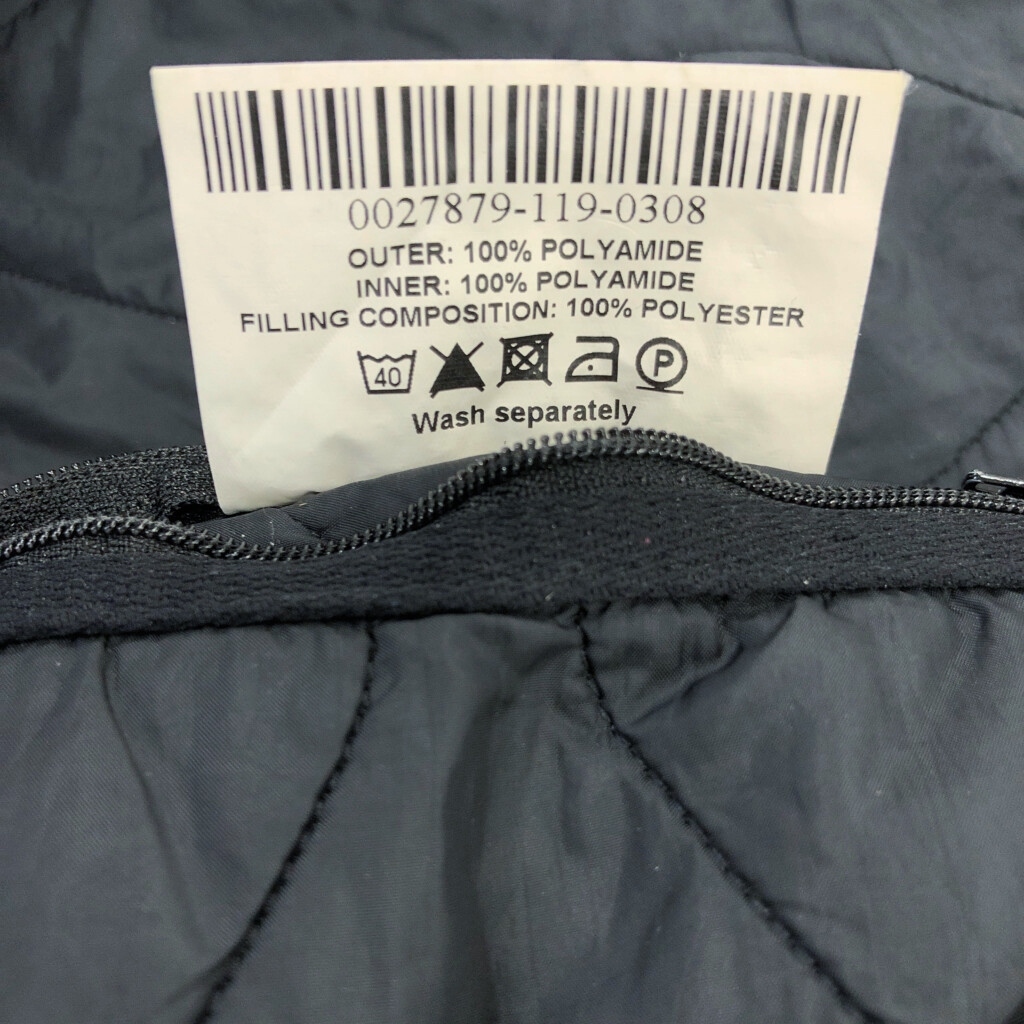 0027879-119-0308
OUTER: 100% POLYAMIDE
INNER: 100% POLYAMIDE
FILLING COMPOSITION: 100% POLYESTER
40 P
Wash separately